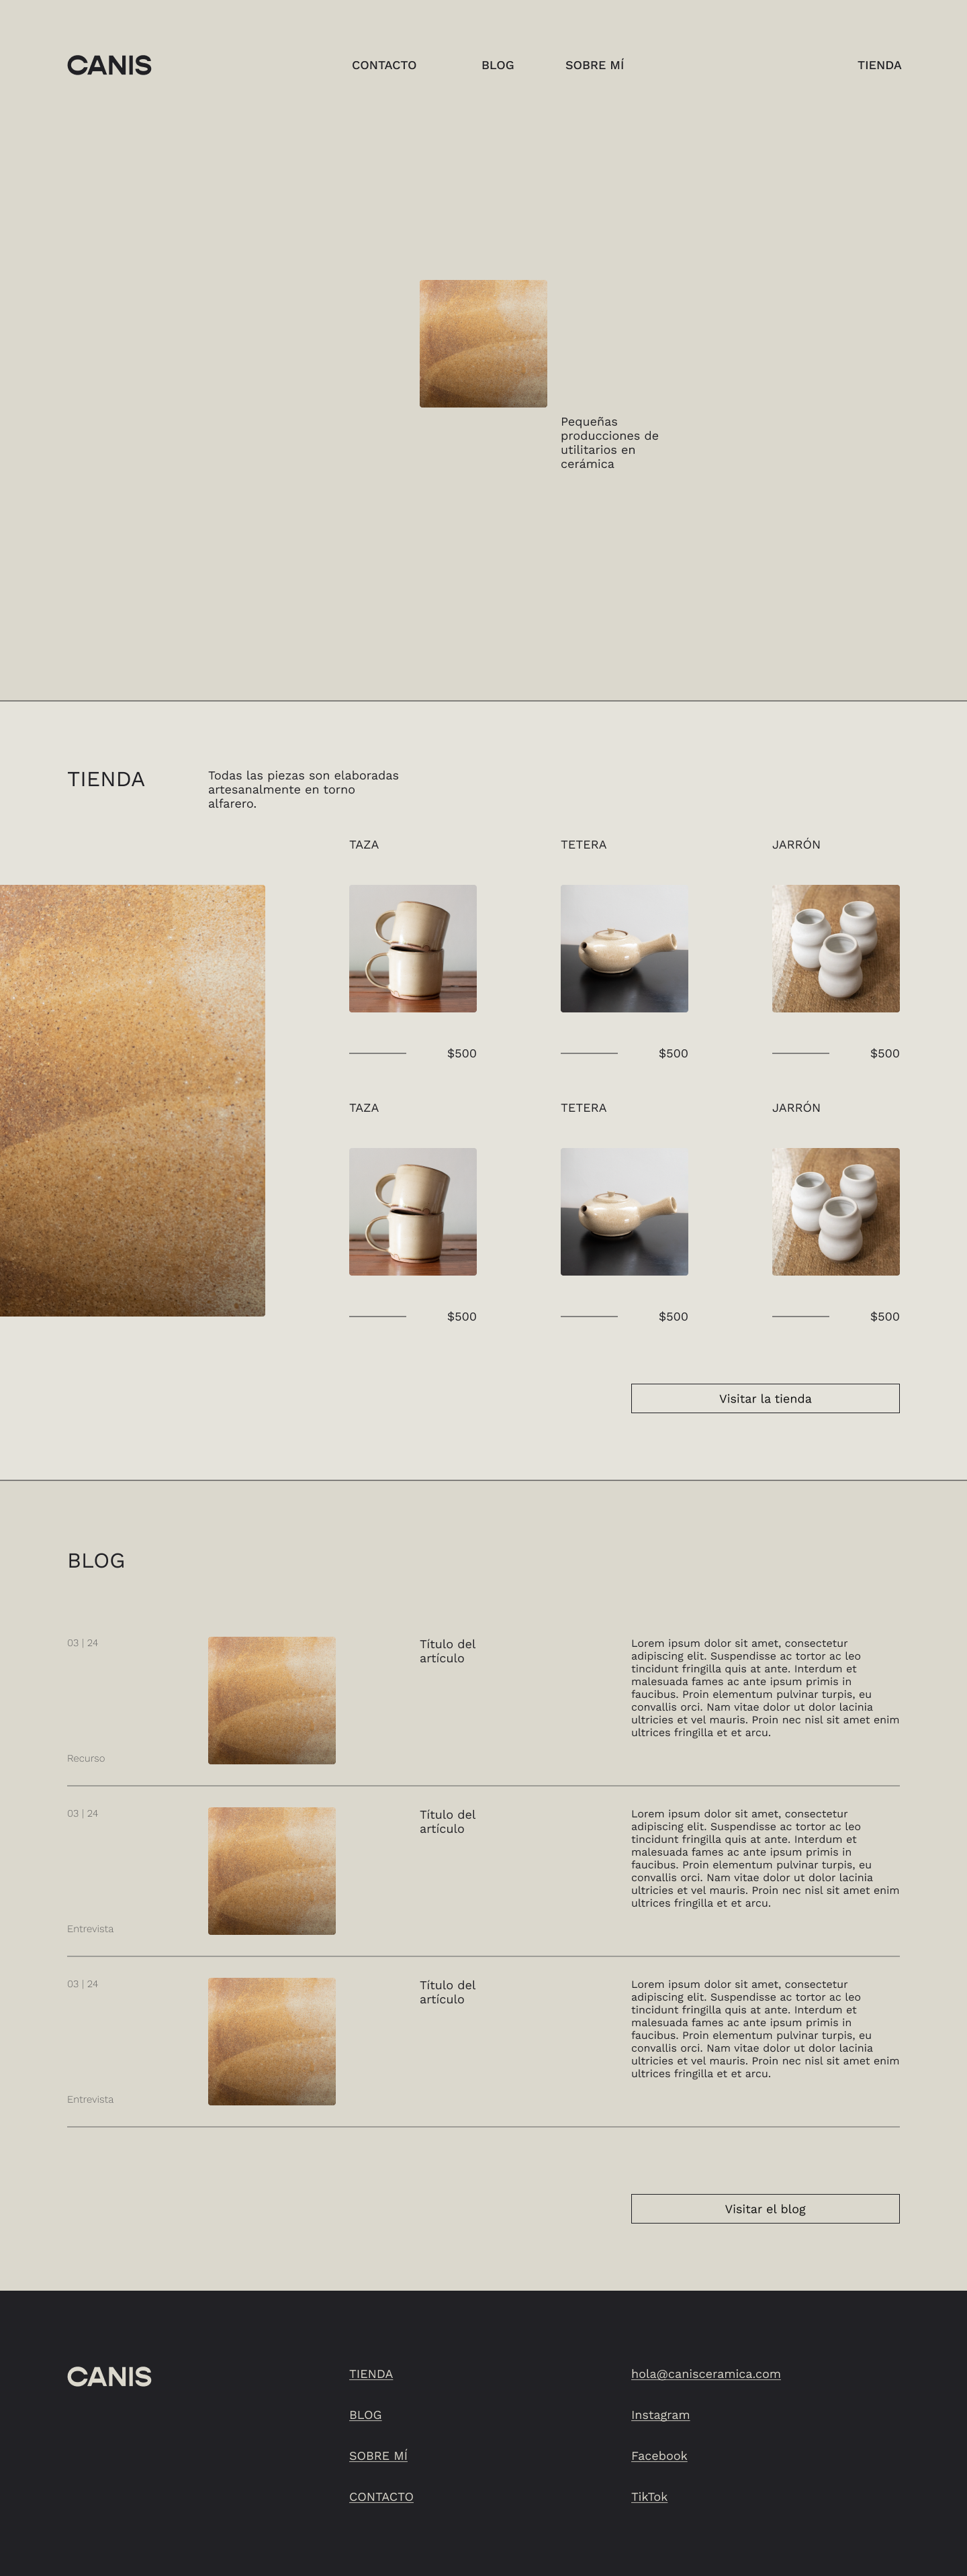 CANIS
CONTACTO
BLOG
SOBRE MÍ
TIENDA
Pequeñas
producciones de
utilitarios en
cerámica
TIENDA
Todas las piezas son elaboradas
artesanalmente en torno
alfarero.
TAZA
TETERA
JARRÓN
$500
$500
$500
TAZA
TETERA
JARRÓN
$500
$500
$500
Visitar la tienda
BLOG
03 | 24
Recurso
Título del
artículo
Lorem ipsum dolor sit amet, consectetur
adipiscing elit. Suspendisse ac tortor ac leo
tincidunt fringilla quis at ante. Interdum et
malesuada fames ac ante ipsum primis in
faucibus. Proin elementum pulvinar turpis, eu
convallis orci. Nam vitae dolor ut dolor lacinia
ultricies et vel mauris. Proin nec nisl sit amet enim
ultrices fringilla et et arcu.
03 | 24
Entrevista
Título del
artículo
Lorem ipsum dolor sit amet, consectetur
adipiscing elit. Suspendisse ac tortor ac leo
tincidunt fringilla quis at ante. Interdum et
malesuada fames ac ante ipsum primis in
faucibus. Proin elementum pulvinar turpis, eu
convallis orci. Nam vitae dolor ut dolor lacinia
ultricies et vel mauris. Proin nec nisl sit amet enim
ultrices fringilla et et arcu.
03 | 24
Entrevista
Título del
artículo
Lorem ipsum dolor sit amet, consectetur
adipiscing elit. Suspendisse ac tortor ac leo
tincidunt fringilla quis at ante. Interdum et
malesuada fames ac ante ipsum primis in
faucibus. Proin elementum pulvinar turpis, eu
convallis orci. Nam vitae dolor ut dolor lacinia
ultricies et vel mauris. Proin nec nisl sit amet enim
ultrices fringilla et et arcu.
Visitar el blog
CANIS
TIENDA
BLOG
SOBRE MÍ
CONTACTO
hola@canisceramica.com
Instagram
Facebook
TikTok